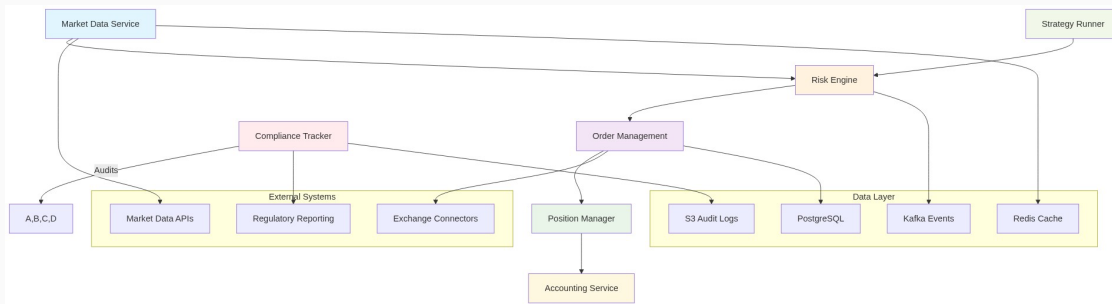 Market Data Service
Strategy Runner
Risk Engine
Compliance Tracker
Order Management
Audits
External Systems
Data Layer
A,B,C,D
Market Data APIs
Regulatory Reporting
Exchange Connectors
Position Manager
S3 Audit Logs
PostgreSQL
Kafka Events
Redis Cache
Accounting Service